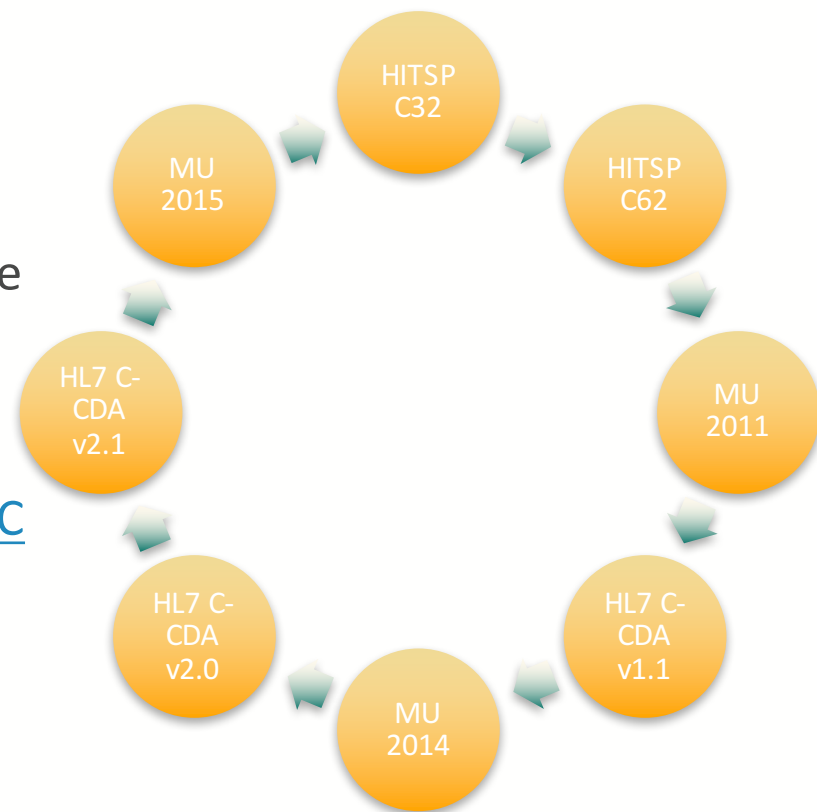 HITSP
C32
HITSP
C62
MU
2011
HL7 C-
CDA
v1.1
MU
2014
HL7 C-
CDA
v2.0
HL7 C-
CDA
v2.1
MU
2015
e
C